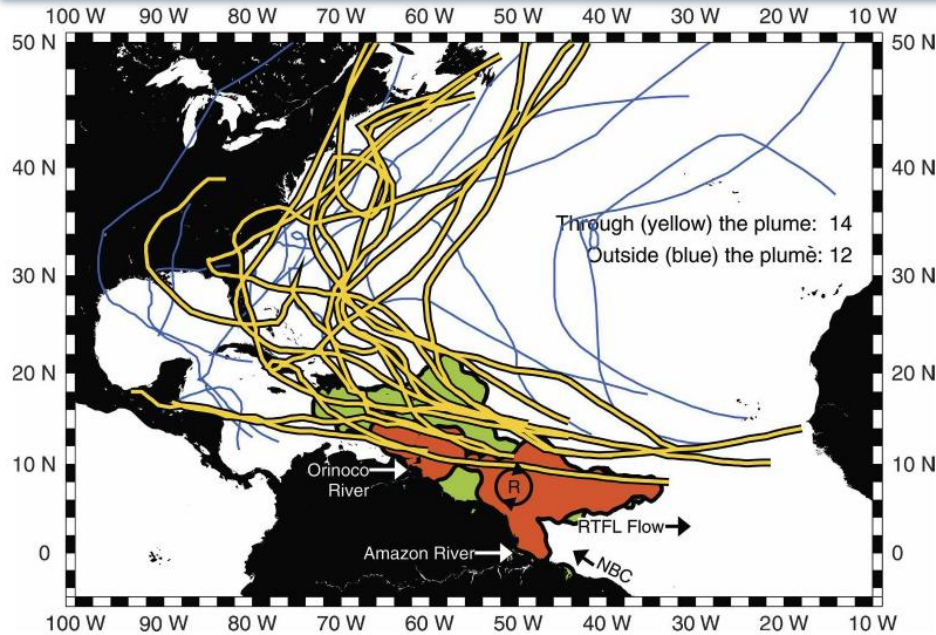 100 W 90 W 80 W 70 W 60 W 50 W 40 W 30 W 20 W 10 W
50 N 50 N
40 N 40 N
Through (yellow) the plume: 14
Outside (blue) the plumè: 12
30 N 30 N
20 N 20 N
10 N 10 N
Orinoco
River
R
RTFL Flow
Amazon River
NBC
0 0
100 W 90 W 80 W 70 W 60 W 50 W 40 W 30 W 20 W 10 W